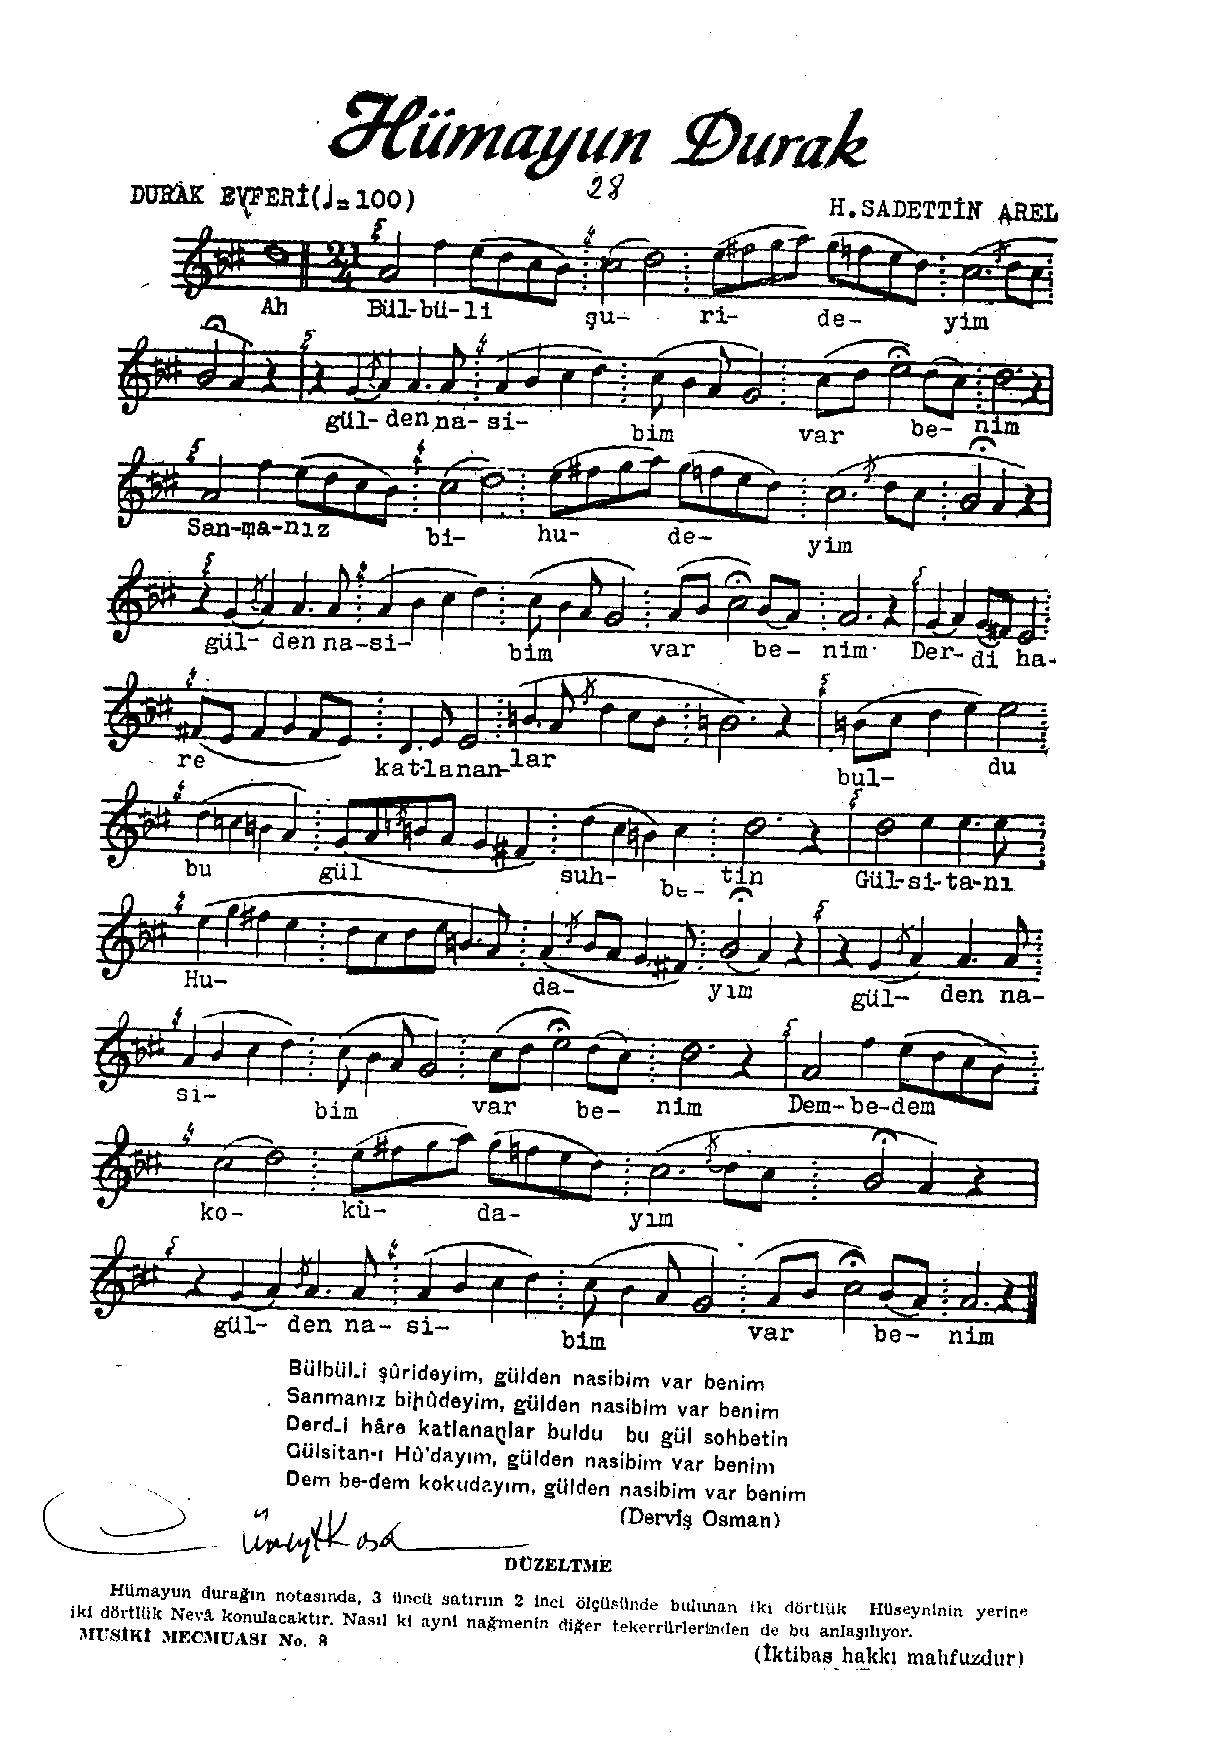 Hümayun Durak
28
DURAK EVFERİ(♩=100)
H.SADETTİN AREL
Ah Bül-bü-li şu- ri- de- yim
gül- den na- si- bim var be- nim
San-ma-nız bi- hu- de- yim
gül- den na-si- bim var be- nim Der- di ha-
re kat-lanan-lar bul- du
bu gül suh- be- tin Gül-si-ta-nı
Hu- da- yım gül- den na-
si- bim var be- nim Dem-be-dem
ko- kü- da- yım
gül- den na- si- bim var be- nim
Bülbül-i şûrideyim, gülden nasibim var benim
Sanmanız bihûdeyim, gülden nasibim var benim
Derd-i hâre katlananlar buldu bu gül sohbetin
Gülsitan-ı Hû'dayım, gülden nasibim var benim
Dem be-dem kokudayım, gülden nasibim var benim
(Derviş Osman)
DÜZELTME
Hümayun durağın notasında, 3 üncü satırın 2 inci ölçüsünde bulunan iki dörtlük Hüseyninin yerine
iki dörtlük Nevâ konulacaktır. Nasıl ki ayni nağmenin diğer tekerrürlerinden de bu anlaşılıyor.
MUSİKİ MECMUASI No. 8
(İktibas hakkı mahfuzdur)